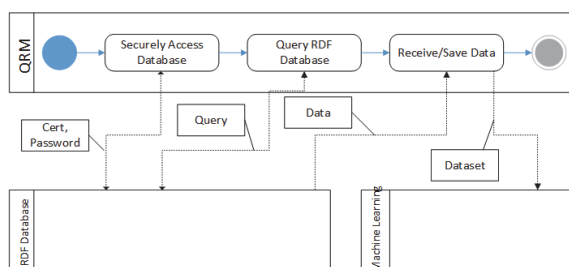 QRM
Securely Access
Database
Query RDF
Database
Receive/Save Data
Cert,
Password
Query
Data
Dataset
RDF Database
Machine Learning